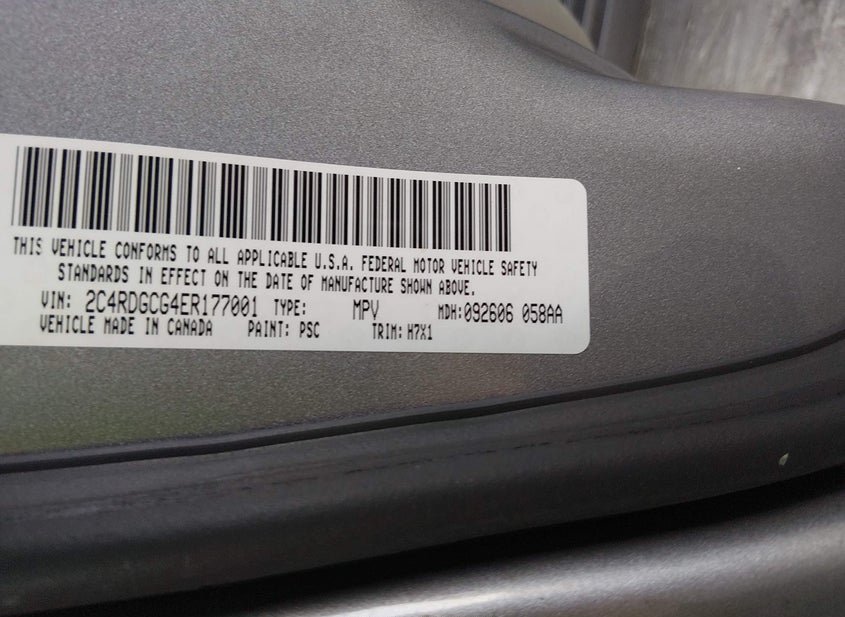 THIS VEHICLE CONFORMS TO ALL APPLICABLE U.S.A. FEDERAL MOTOR VEHICLE SAFETY
STANDARDS IN EFFECT ON THE DATE OF MANUFACTURE SHOWN ABOVE.
VIN: 2C4RDGCG4ER177001 TYPE: MPV MDH:092606 058AA
VEHICLE MADE IN CANADA PAINT: PSC TRIM: H7X1